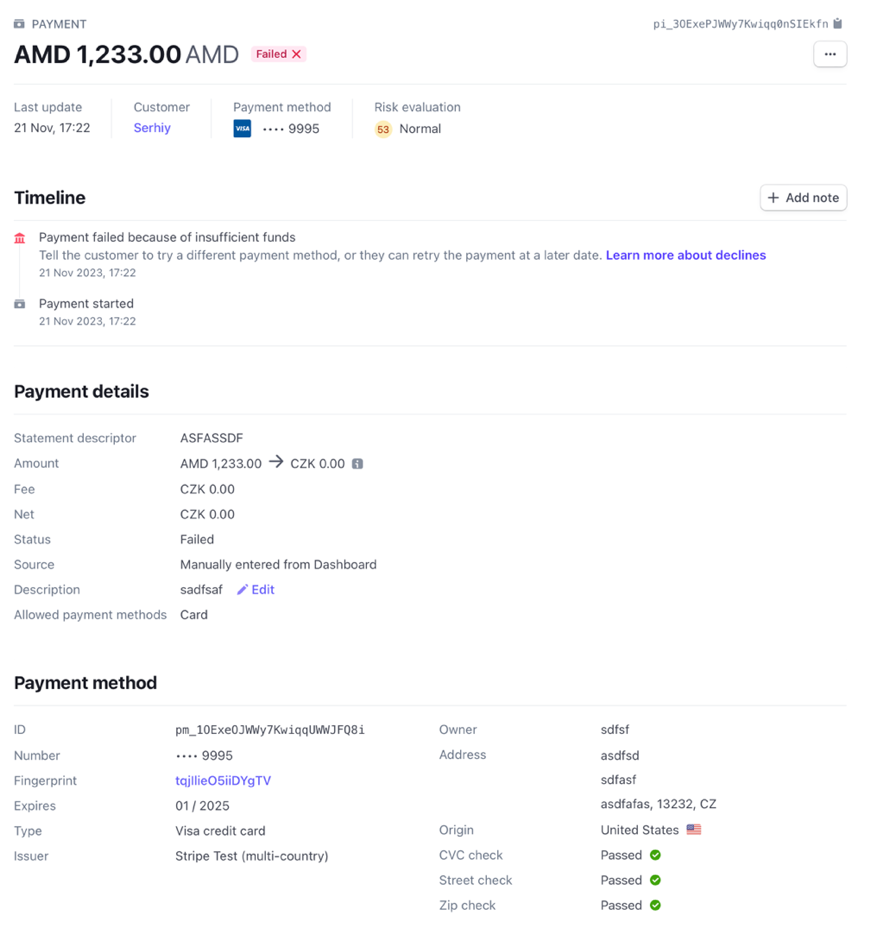 PAYMENT
pi_3OExePJWWy7Kwiqq0nSIEkfn
AMD 1,233.00 AMD Failed
Last update
21 Nov, 17:22
Customer
Serhiy
Payment method
VISA •••• 9995
Risk evaluation
53 Normal
Timeline
Add note
Payment failed because of insufficient funds
Tell the customer to try a different payment method, or they can retry the payment at a later date. Learn more about declines
21 Nov 2023, 17:22
Payment started
21 Nov 2023, 17:22
Payment details
Statement descriptor ASFASSDF
Amount AMD 1,233.00 → CZK 0.00
Fee CZK 0.00
Net CZK 0.00
Status Failed
Source Manually entered from Dashboard
Description sadfsaf Edit
Allowed payment methods Card
Payment method
ID pm_1OExeOJWWy7KwiqqUWWJFQ8i
Number •••• 9995
Fingerprint tqjllieO5iiDYgTV
Expires 01 / 2025
Type Visa credit card
Issuer Stripe Test (multi-country)
Owner sdfsf
Address asdfsd
sdfasf
asdfafas, 13232, CZ
Origin United States
CVC check Passed
Street check Passed
Zip check Passed